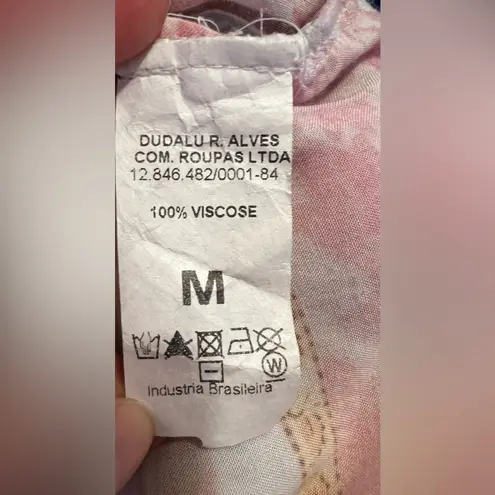 DUDALU R. ALVES
COM. ROUPAS LTDA
12.846.482/0001-84
100% VISCOSE
M
W
Industria Brasileira